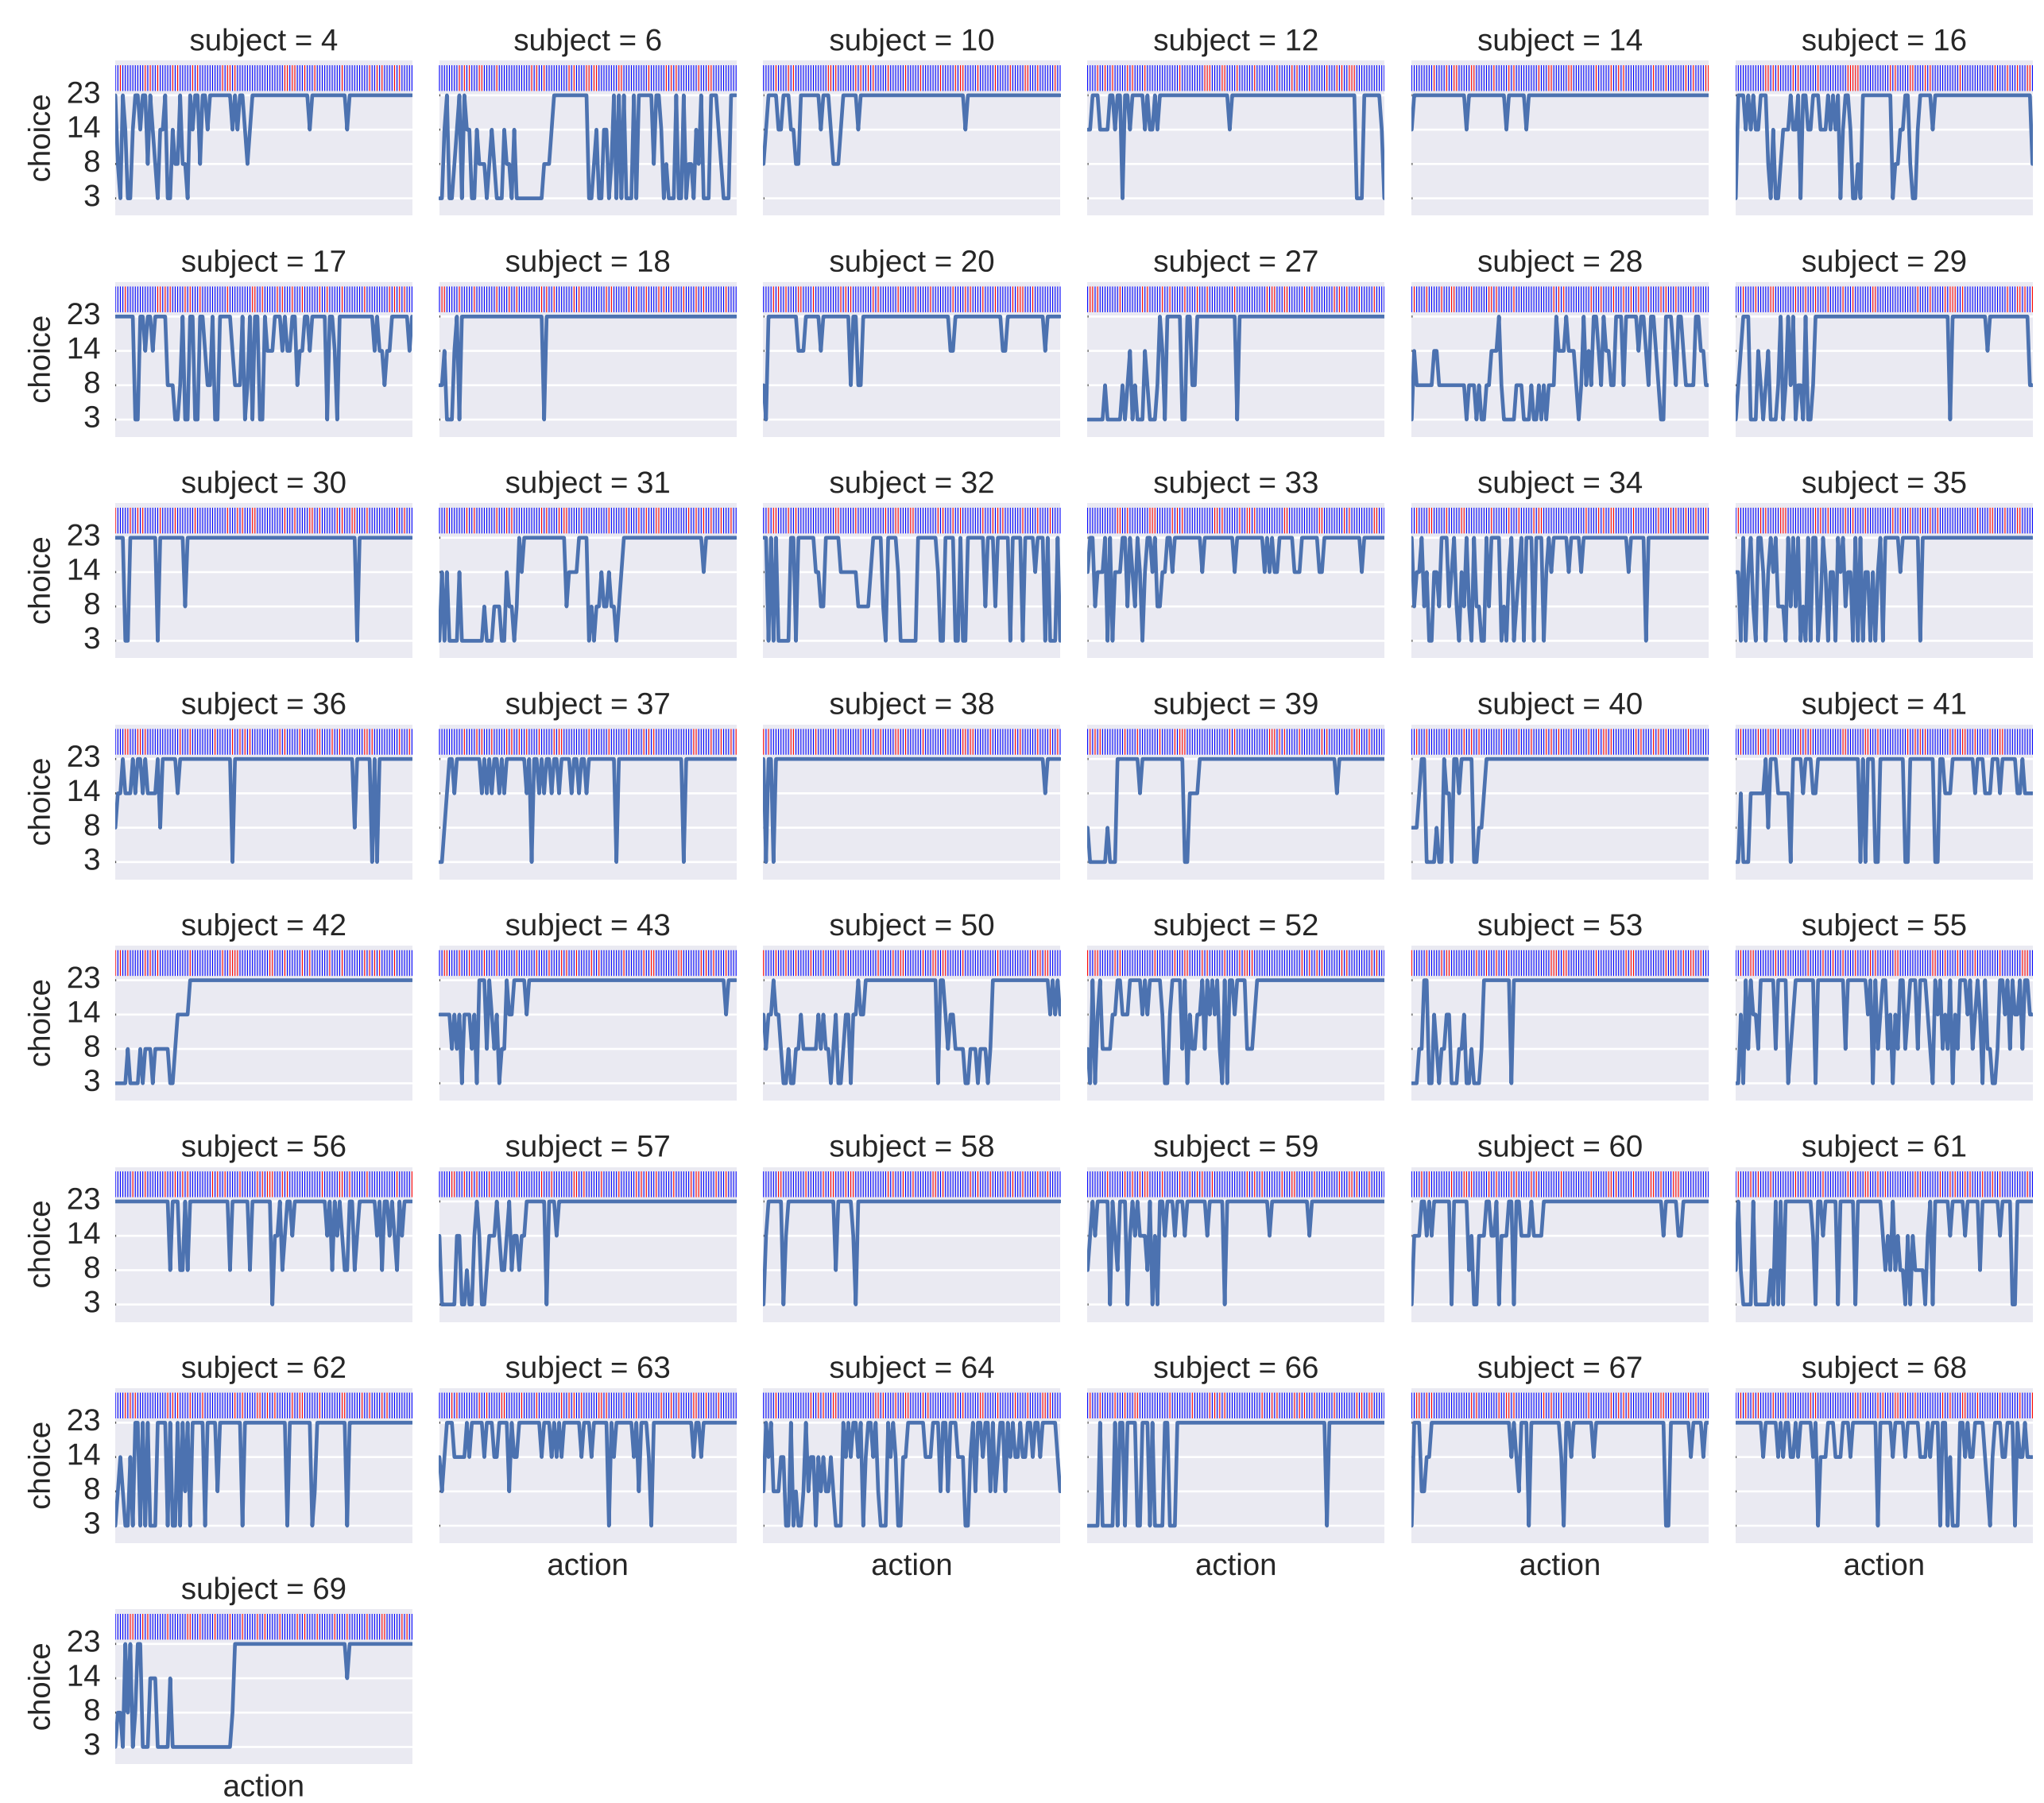 subject = 4 subject = 6 subject = 10 subject = 12 subject = 14 subject = 16
choice
23
14
8
3
subject = 17 subject = 18 subject = 20 subject = 27 subject = 28 subject = 29
choice
23
14
8
3
subject = 30 subject = 31 subject = 32 subject = 33 subject = 34 subject = 35
choice
23
14
8
3
subject = 36 subject = 37 subject = 38 subject = 39 subject = 40 subject = 41
choice
23
14
8
3
subject = 42 subject = 43 subject = 50 subject = 52 subject = 53 subject = 55
choice
23
14
8
3
subject = 56 subject = 57 subject = 58 subject = 59 subject = 60 subject = 61
choice
23
14
8
3
subject = 62 subject = 63 subject = 64 subject = 66 subject = 67 subject = 68
choice
23
14
8
3
action action action action action
subject = 69
choice
23
14
8
3
action